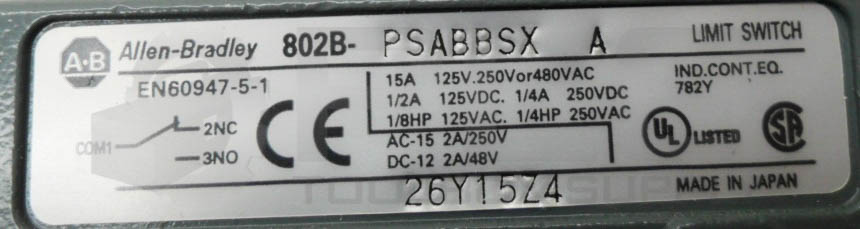 A·B Allen-Bradley 802B- PSABBSX A LIMIT SWITCH
EN60947-5-1
COM1 2NC
3NO
CE
15A 125V.250Vor480VAC
1/2A 125VDC. 1/4A 250VDC
1/8HP 125VAC. 1/4HP 250VAC
AC-15 2A/250V
DC-12 2A/48V
26Y15Z4
IND.CONT.EQ.
782Y
UL LISTED SA
MADE IN JAPAN